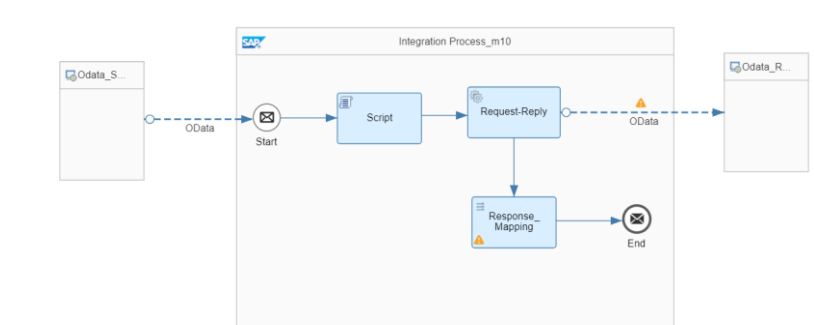 SAP
Integration Process_m10
Odata_S...
Odata_R...
Script
Request-Reply
OData
Start
OData
Response_
Mapping
End